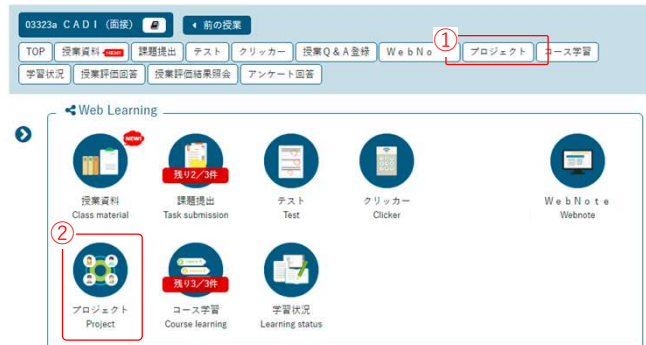 03323a ＣＡＤⅠ（面接） 前の授業
①
TOP 授業資料 NEW! 課題提出 テスト クリッカー 授業Ｑ＆Ａ登録 ＷｅｂＮｏ プロジェクト コース学習
学習状況 授業評価回答 授業評価結果照会 アンケート回答
Web Learning
NEW!
残り2／3件
授業資料 課題提出 テスト クリッカー ＷｅｂＮｏｔｅ
Class material Task submission Test Clicker Webnote
②
残り3／3件
プロジェクト コース学習 学習状況
Project Course learning Learning status